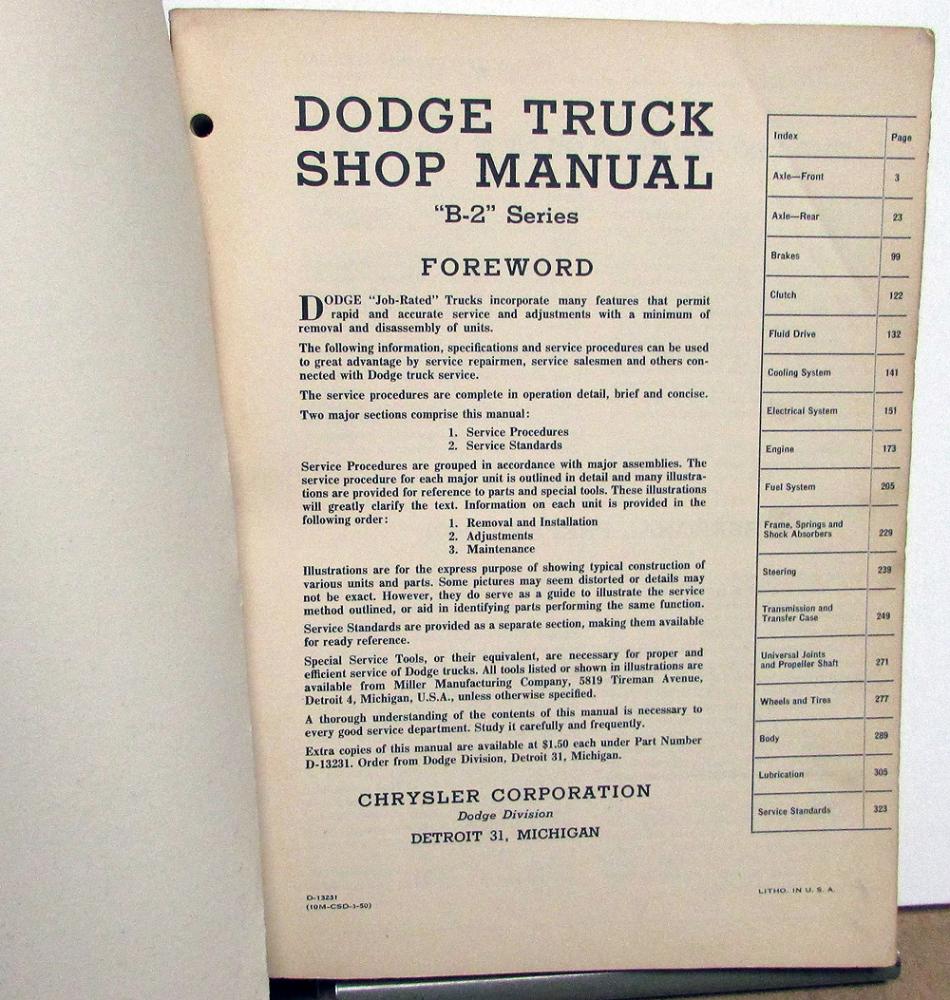 DODGE TRUCK
SHOP MANUAL
“B-2” Series
FOREWORD
DODGE “Job-Rated” Trucks incorporate many features that permit
rapid and accurate service and adjustments with a minimum of
removal and disassembly of units.
The following information, specifications and service procedures can be used
to great advantage by service repairmen, service salesmen and others con-
nected with Dodge truck service.
The service procedures are complete in operation detail, brief and concise.
Two major sections comprise this manual:
1. Service Procedures
2. Service Standards
Service Procedures are grouped in accordance with major assemblies. The
service procedure for each major unit is outlined in detail and many illustra-
tions are provided for reference to parts and special tools. These illustrations
will greatly clarify the text. Information on each unit is provided in the
following order:
1. Removal and Installation
2. Adjustments
3. Maintenance
Illustrations are for the express purpose of showing typical construction of
various units and parts. Some pictures may seem distorted or details may
not be exact. However, they do serve as a guide to illustrate the service
method outlined, or aid in identifying parts performing the same function.
Service Standards are provided as a separate section, making them available
for ready reference.
Special Service Tools, or their equivalent, are necessary for proper and
efficient service of Dodge trucks. All tools listed or shown in illustrations are
available from Miller Manufacturing Company, 5819 Tireman Avenue,
Detroit 4, Michigan, U.S.A., unless otherwise specified.
A thorough understanding of the contents of this manual is necessary to
every good service department. Study it carefully and frequently.
Extra copies of this manual are available at $1.50 each under Part Number
D-13231. Order from Dodge Division, Detroit 31, Michigan.
CHRYSLER CORPORATION
Dodge Division
DETROIT 31, MICHIGAN
D-13231
(10M-CSD-3-50)
Index Page
Axle—Front 3
Axle—Rear 23
Brakes 99
Clutch 122
Fluid Drive 132
Cooling System 141
Electrical System 151
Engine 173
Fuel System 205
Frame, Springs and
Shock Absorbers 229
Steering 239
Transmission and
Transfer Case 249
Universal Joints
and Propeller Shaft 271
Wheels and Tires 277
Body 289
Lubrication 305
Service Standards 323
LITHO. IN U. S. A.